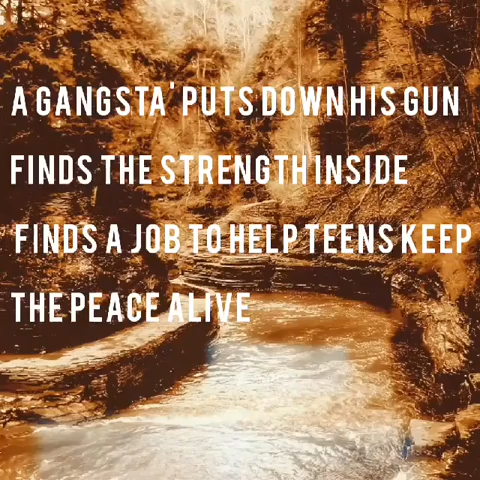 A GANGSTA' PUTS DOWN HIS GUN
FINDS THE STRENGTH INSIDE
FINDS A JOB TO HELP TEENS KEEP
THE PEACE ALIVE